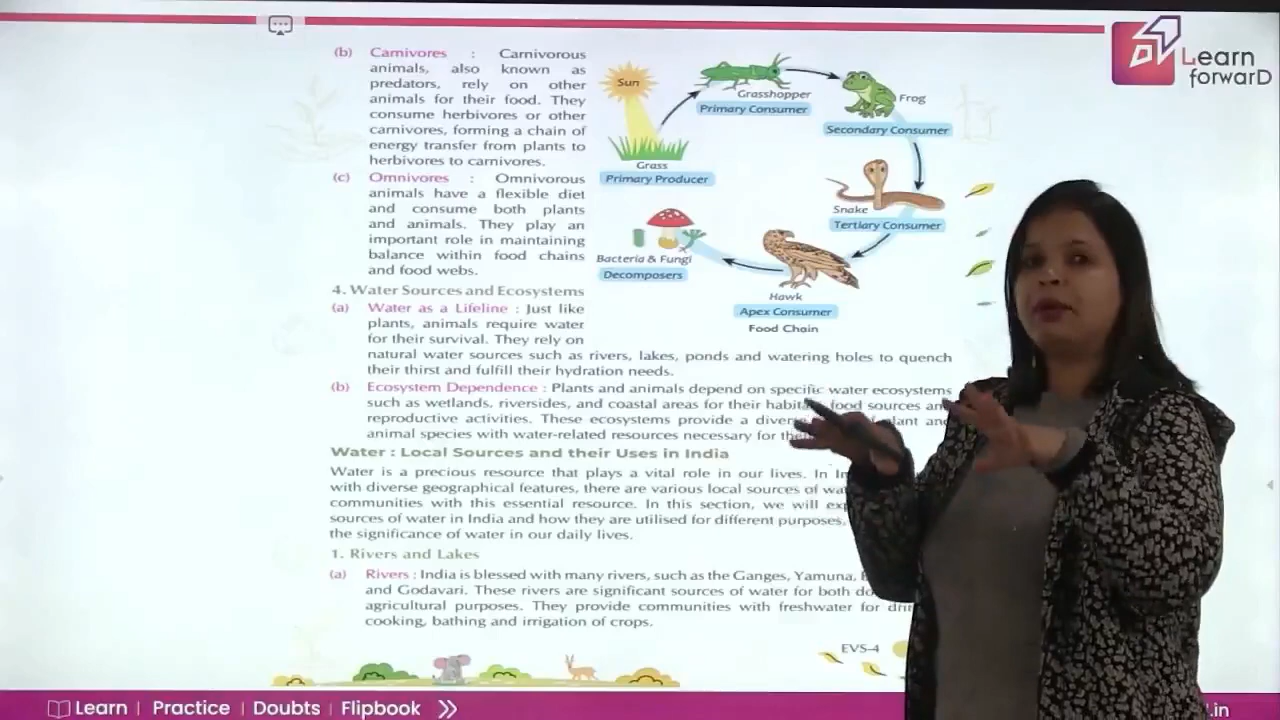 (b) Carnivores : Carnivorous
animals, also known as
predators, rely on other
animals for their food. They
consume herbivores or other
carnivores, forming a chain of
energy transfer from plants to
herbivores to carnivores.
(c) Omnivores : Omnivorous
animals have a flexible diet
and consume both plants
and animals. They play an
important role in maintaining
balance within food chains
and food webs.
Sun
Grasshopper
Primary Consumer
Frog
Secondary Consumer
Grass
Primary Producer
Snake
Tertiary Consumer
Bacteria & Fungi
Decomposers
Hawk
Apex Consumer
Food Chain
4. Water Sources and Ecosystems
(a) Water as a Lifeline : Just like
plants, animals require water
for their survival. They rely on
natural water sources such as rivers, lakes, ponds and watering holes to quench
their thirst and fulfill their hydration needs.
(b) Ecosystem Dependence : Plants and animals depend on specific water ecosystems
such as wetlands, riversides, and coastal areas for their food sources
reproductive activities. These ecosystems provide a
animal species with water-related resources necessary for
Water : Local Sources and their Uses in India
Water is a precious resource that plays a vital role in our lives. In
with diverse geographical features, there are various local sources of
communities with this essential resource. In this section, we will
sources of water in India and how they are utilised for different purposes,
the significance of water in our daily lives.
1. Rivers and Lakes
(a) Rivers : India is blessed with many rivers, such as the Ganges, Yamuna,
and Godavari. These rivers are significant sources of water for both
agricultural purposes. They provide communities with freshwater for
cooking, bathing and irrigation of crops.
EVS-4
Learn
forwarD
Learn | Practice | Doubts | Flipbook
.in